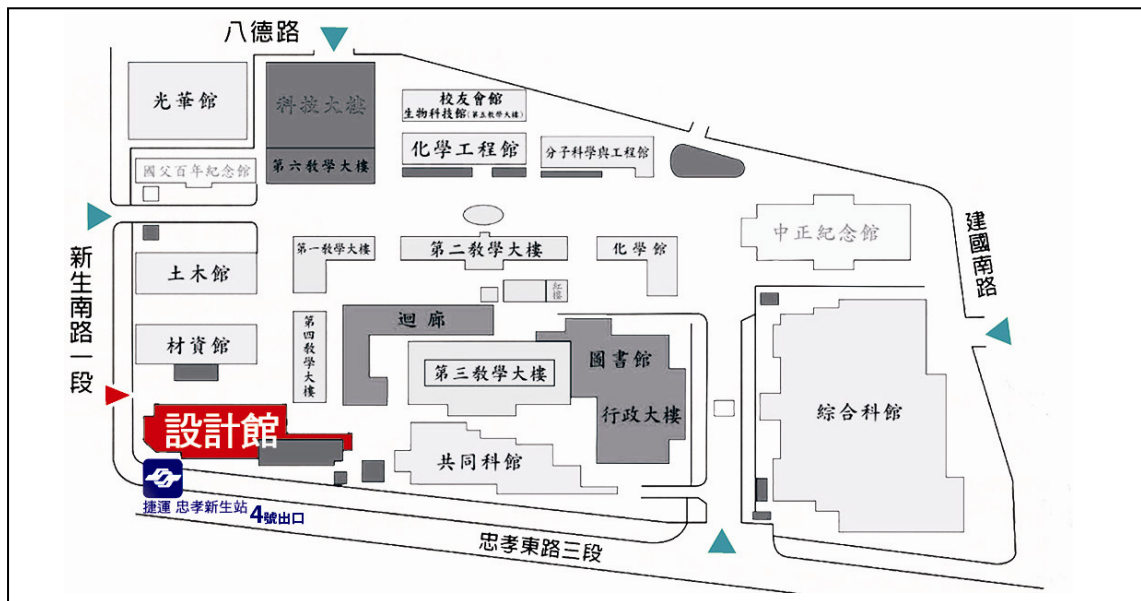 八德路
光華館
科技大樓
校友會館
生物科技館(第五教學大樓)
化學工程館
分子科學與工程館
第六教學大樓
國父百年紀念館
中正紀念館
建國南路
新生南路一段
第一教學大樓
第二教學大樓
化學館
土木館
紅樓
迴廊
第四教學大樓
材資館
圖書館
第三教學大樓
行政大樓
綜合科館
設計館
共同科館
捷運 忠孝新生站 4號出口
忠孝東路三段